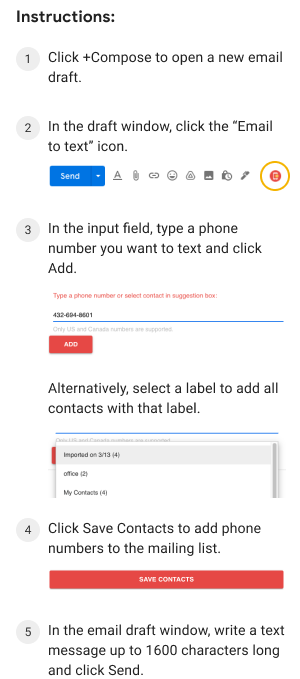 Instructions:
1 Click +Compose to open a new email
draft.
2 In the draft window, click the “Email
to text” icon.
Send
3 In the input field, type a phone
number you want to text and click
Add.
Type a phone number or select contact in suggestion box:
432-694-8601
Only US and Canada numbers are supported.
ADD
Alternatively, select a label to add all
contacts with that label.
Only US and Canada numbers are supported.
Imported on 3/13 (4)
office (2)
My Contacts (4)
4 Click Save Contacts to add phone
numbers to the mailing list.
SAVE CONTACTS
5 In the email draft window, write a text
message up to 1600 characters long
and click Send.